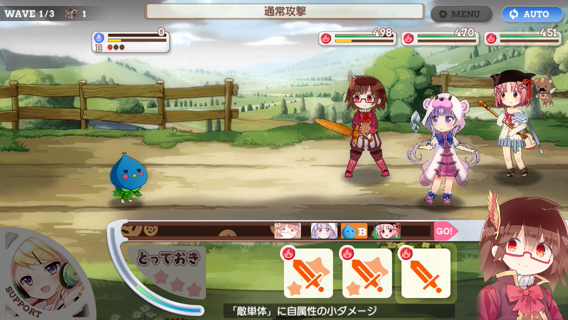 WAVE 1/3
1
通常攻撃
MENU
AUTO
0
B
498
470
451
B
GO!
とっておき
SUPPORT
「敵単体」に自属性の小ダメージ